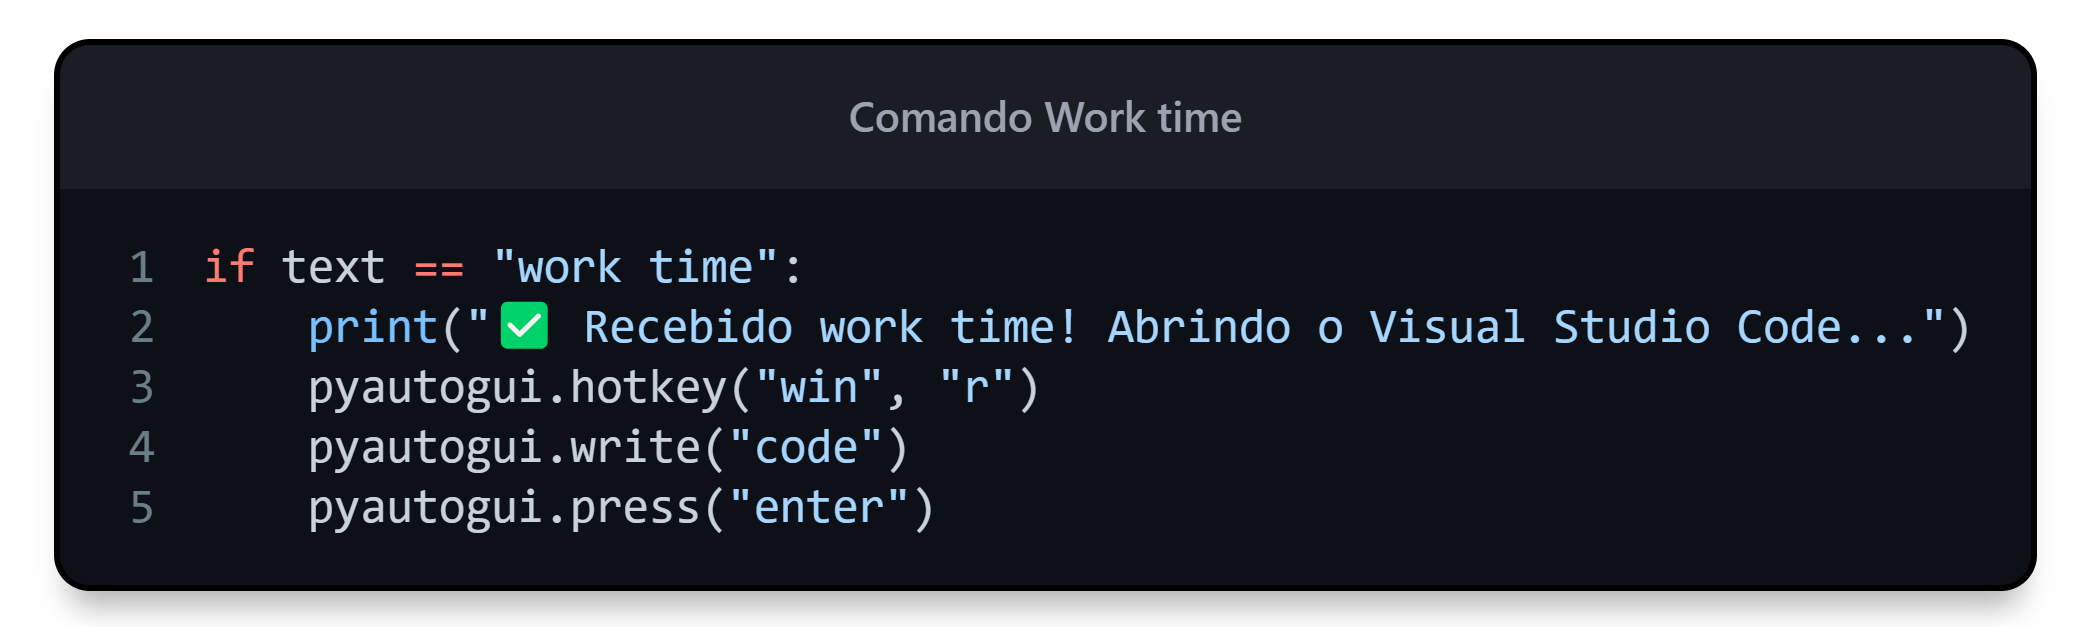 Comando Work time
1 if text == "work time":
2     print("✅ Recebido work time! Abrindo o Visual Studio Code...")
3     pyautogui.hotkey("win", "r")
4     pyautogui.write("code")
5     pyautogui.press("enter")